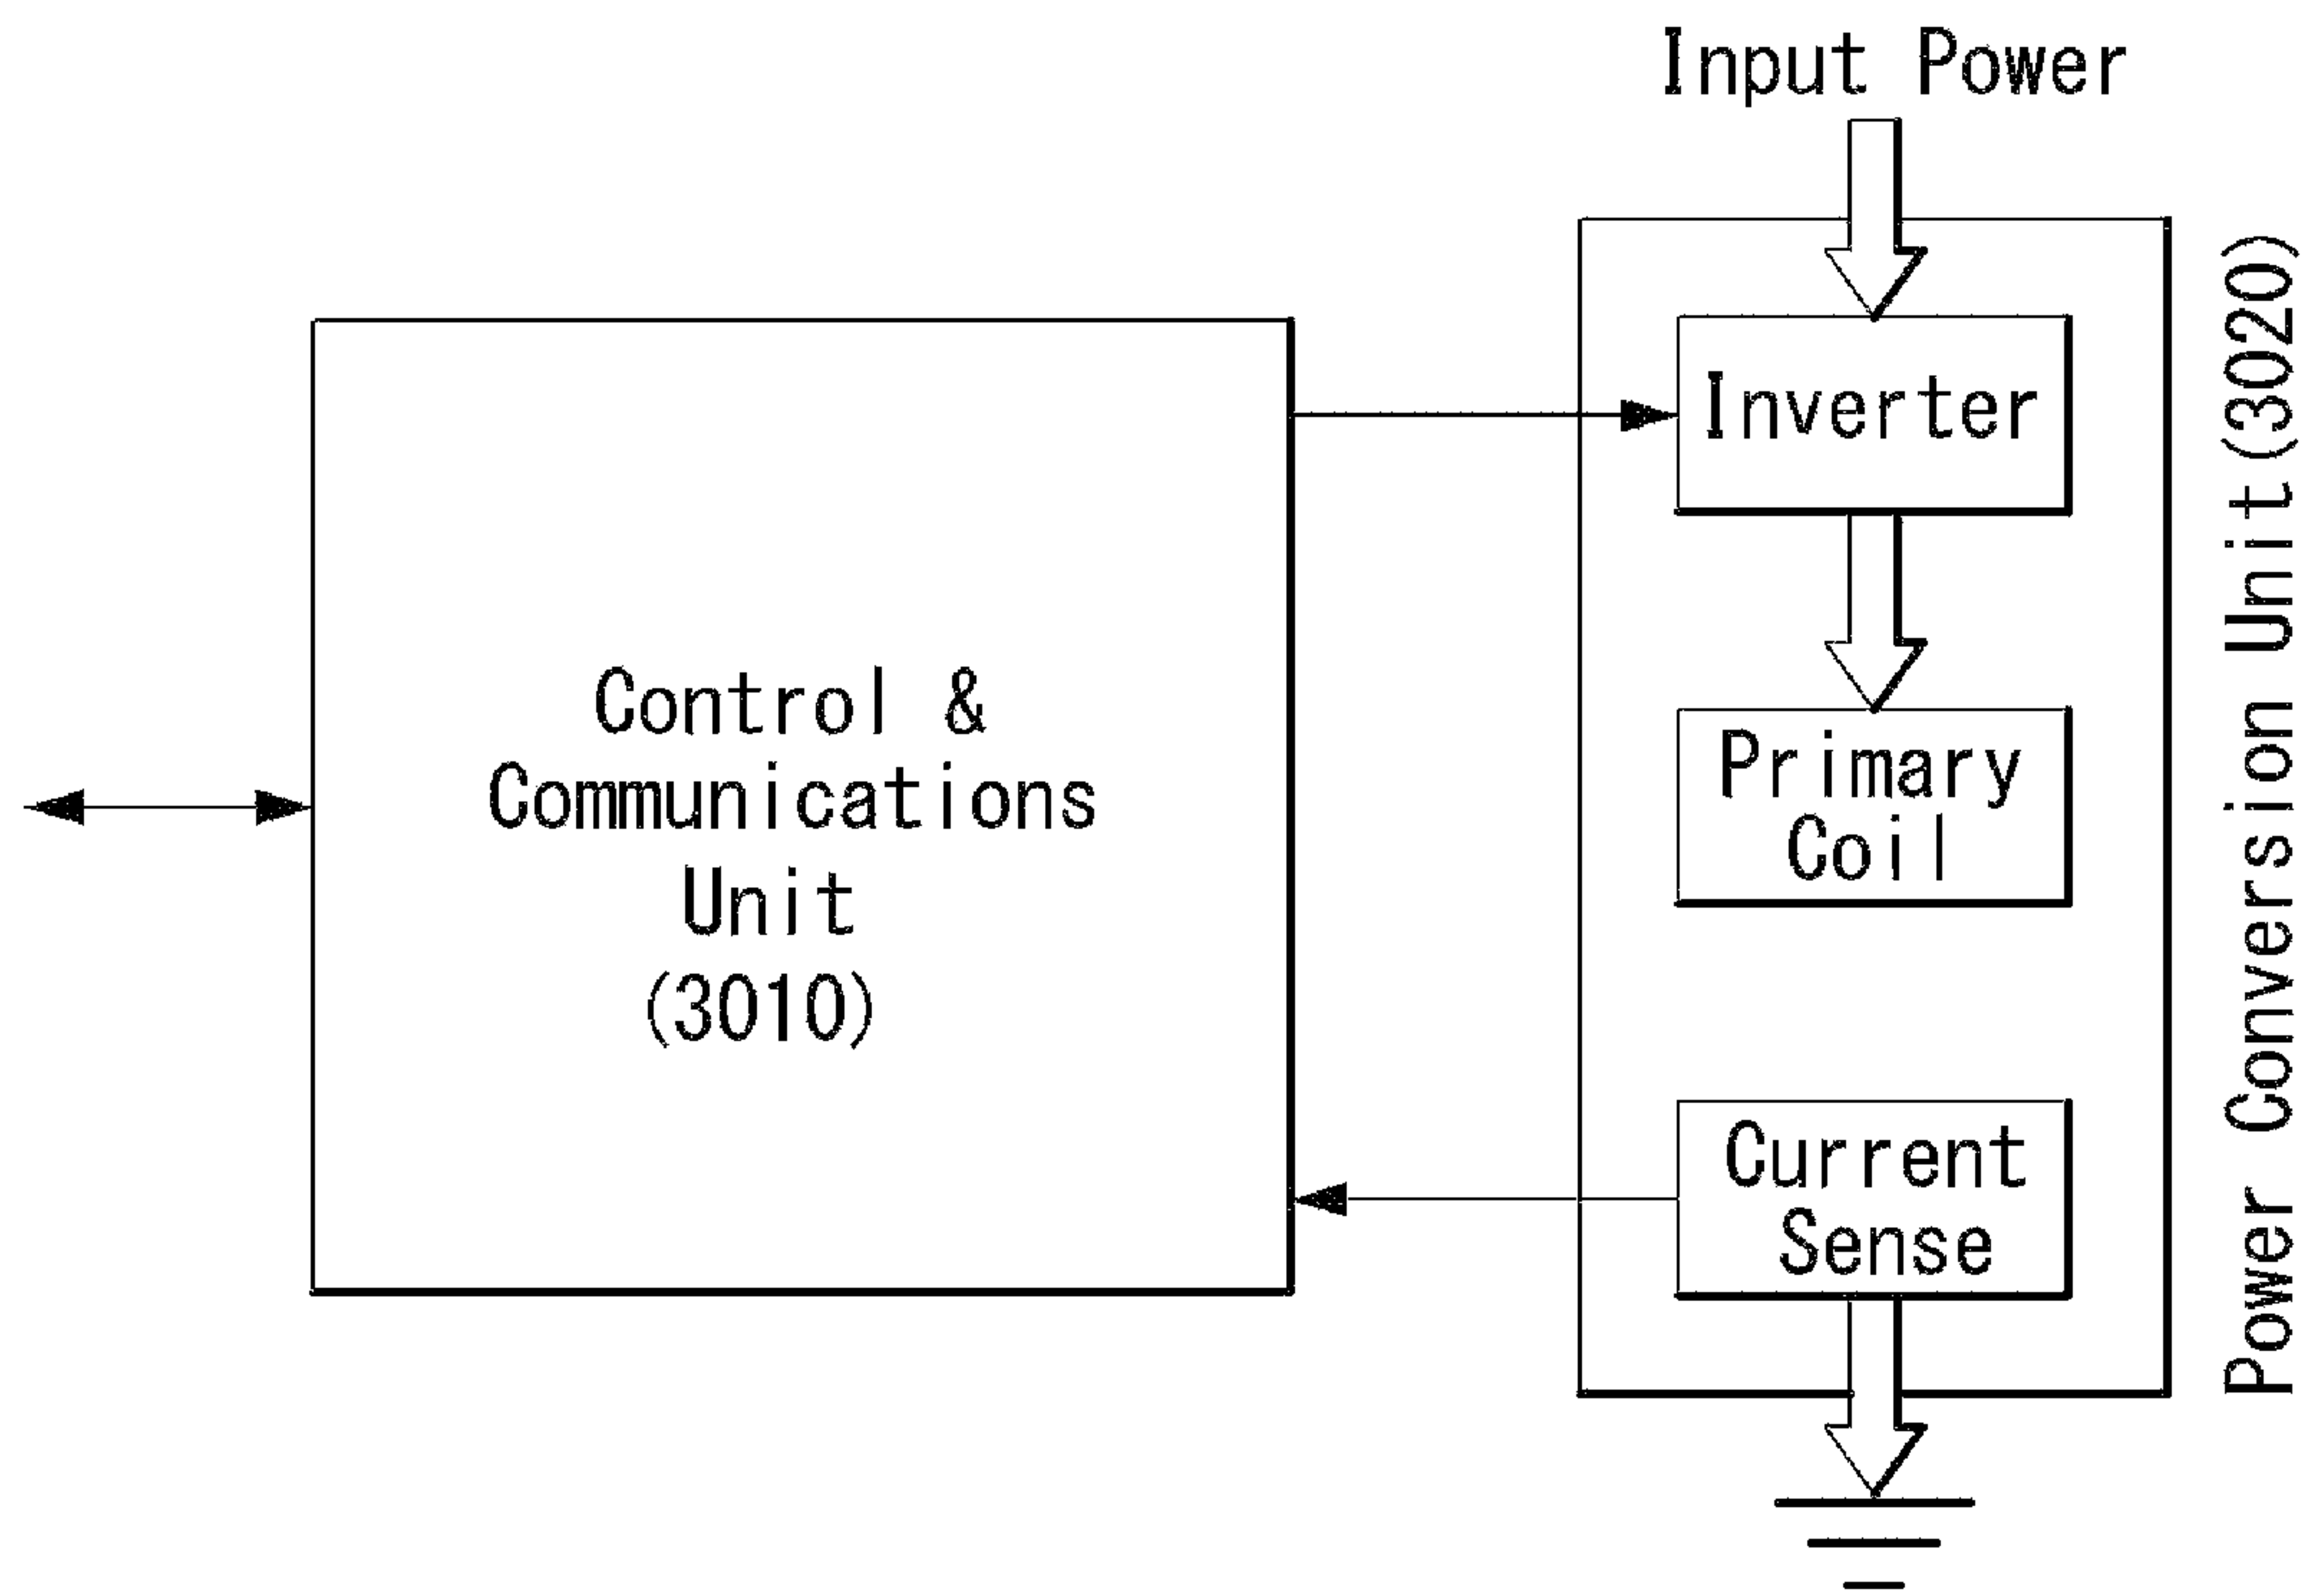 Input Power
Inverter
Control &
Communications
Unit
(3010)
Primary
Coil
Current
Sense
Power Conversion Unit(3020)